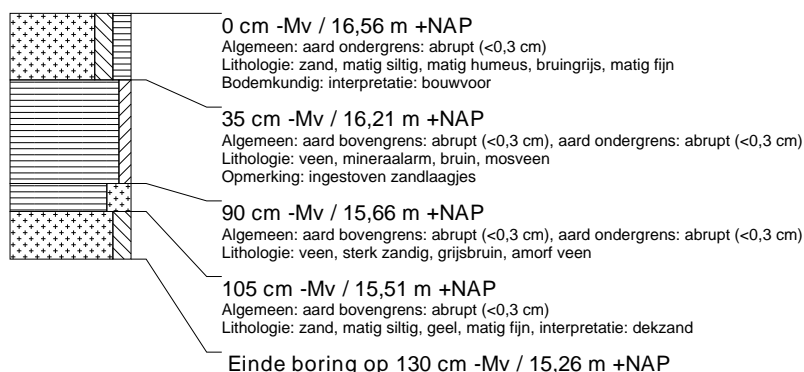 0 cm -Mv / 16,56 m +NAP
Algemeen: aard ondergrens: abrupt (<0,3 cm)
Lithologie: zand, matig siltig, matig humeus, bruingrijs, matig fijn
Bodemkundig: interpretatie: bouwvoor
35 cm -Mv / 16,21 m +NAP
Algemeen: aard bovengrens: abrupt (<0,3 cm), aard ondergrens: abrupt (<0,3 cm)
Lithologie: veen, mineraalarm, bruin, mosveen
Opmerking: ingestoven zandlaagjes
90 cm -Mv / 15,66 m +NAP
Algemeen: aard bovengrens: abrupt (<0,3 cm), aard ondergrens: abrupt (<0,3 cm)
Lithologie: veen, sterk zandig, grijsbruin, amorf veen
105 cm -Mv / 15,51 m +NAP
Algemeen: aard bovengrens: abrupt (<0,3 cm)
Lithologie: zand, matig siltig, geel, matig fijn, interpretatie: dekzand
Einde boring op 130 cm -Mv / 15,26 m +NAP